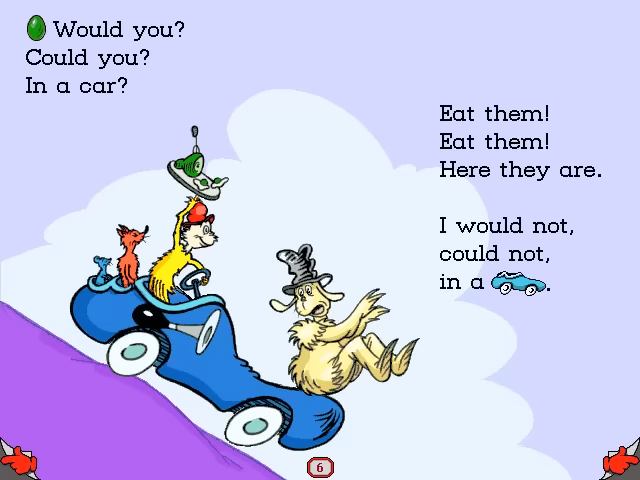 Would you?
Could you?
In a car?
Eat them!
Eat them!
Here they are.
I would not,
could not,
in a .
6